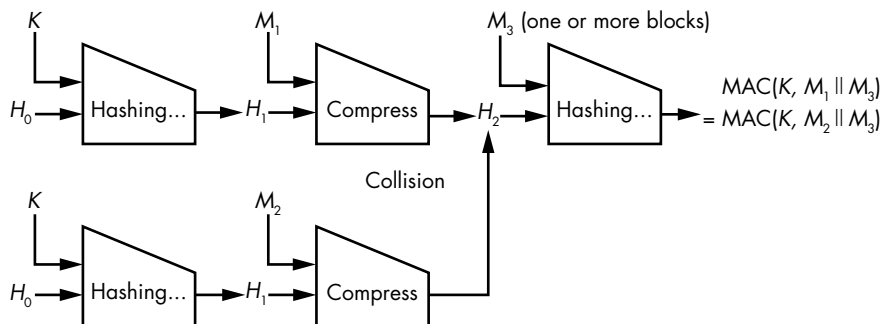 K
M₁
M₃ (one or more blocks)
H₀
Hashing...
H₁
Compress
H₂
Hashing...
MAC(K, M₁ || M₃)
= MAC(K, M₂ || M₃)
Collision
K
M₂
H₀
Hashing...
H₁
Compress